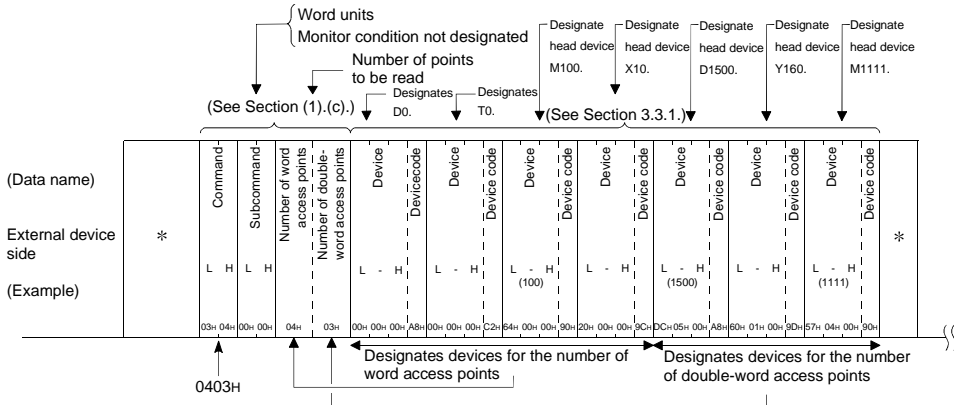 Word units
Monitor condition not designated
Number of points
to be read
Designates
D0.
Designates
T0.
Designate
head device
M100.
Designate
head device
X10.
Designate
head device
D1500.
Designate
head device
Y160.
Designate
head device
M1111.
(See Section (1).(c).)
(See Section 3.3.1.)
(Data name)
External device
side
(Example)
*
Command
Subcommand
Number of word
access points
Number of double-
word access points
Device
Devicecode
Device
Device code
Device
Device code
Device
Device code
Device
Device code
Device
Device code
Device
Device code
*
L H L H L - H L - H L - H L - H L - H L - H L - H
(100) (1500) (1111)
03H 04H 00H 00H 04H 03H 00H 00H 00H A8H 00H 00H 00H C2H 64H 00H 00H 90H 20H 00H 00H 9CH DCH 05H 00H A8H 60H 01H 00H 9DH 57H 04H 00H 90H
0403H
Designates devices for the number of
word access points
Designates devices for the number
of double-word access points